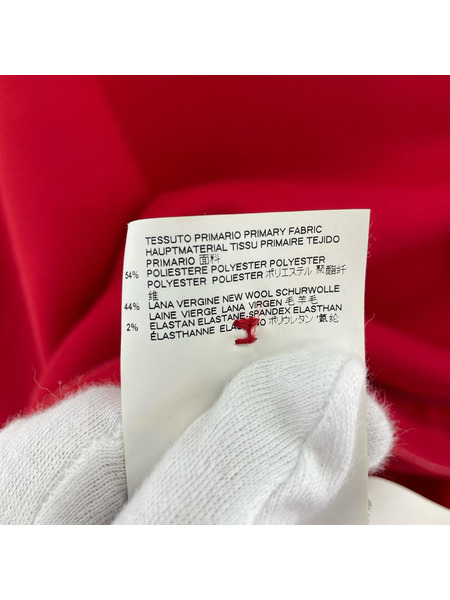 TESSUTO PRIMARIO PRIMARY FABRIC
HAUPTMATERIAL TISSU PRIMAIRE TEJIDO
PRIMARIO 面料
54% POLIESTERE POLYESTER POLYESTER
POLYESTER POLIESTER ポリエステル 聚酯纤
维
44% LANA VERGINE NEW WOOL SCHURWOLLE
LAINE VIERGE LANA VIRGEN 毛羊毛
2% ELASTAN ELASTANE-SPANDEX ELASTHAN
ÉLASTHANNE ポリウレタン 氨纶